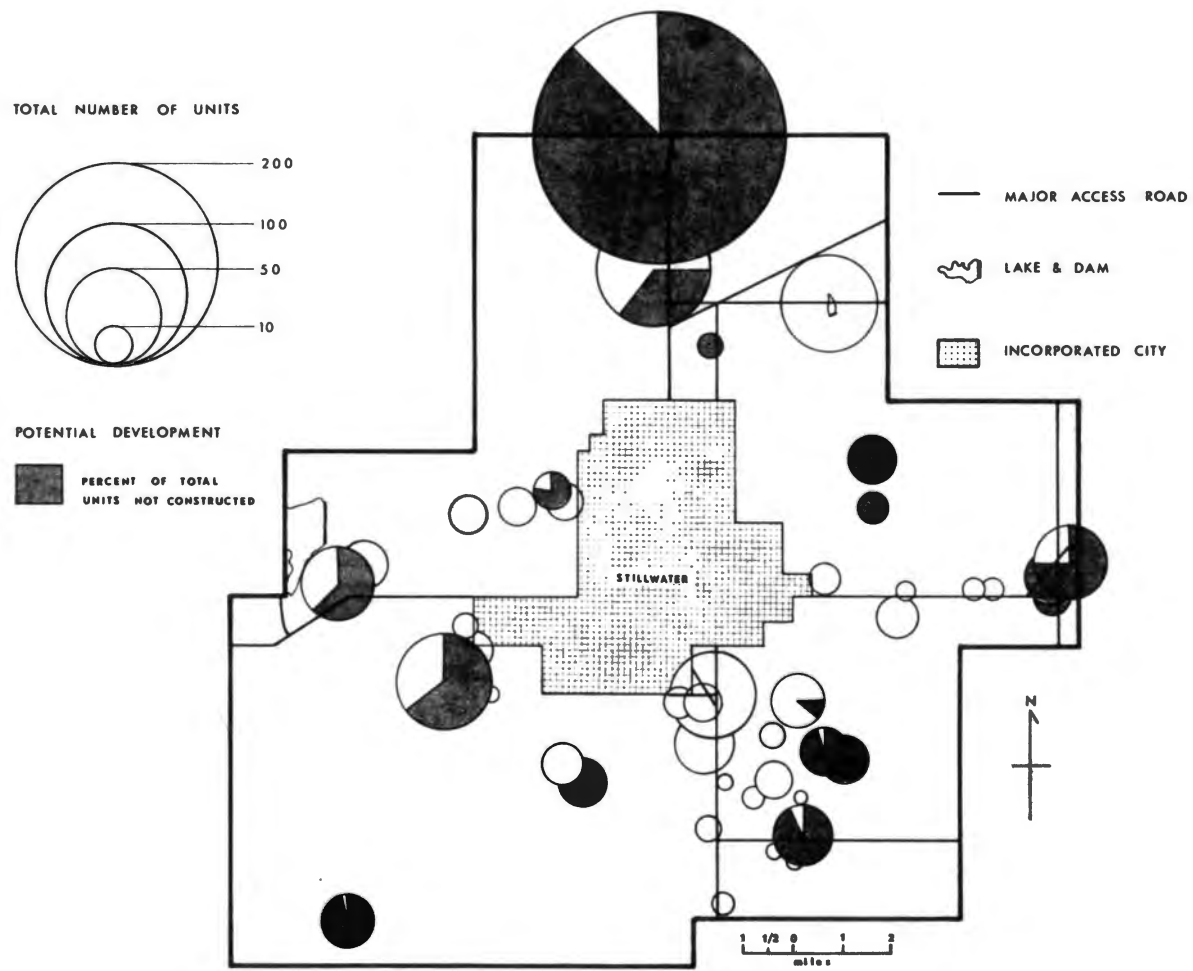 TOTAL NUMBER OF UNITS
200
100
50
10
POTENTIAL DEVELOPMENT
PERCENT OF TOTAL
UNITS NOT CONSTRUCTED
MAJOR ACCESS ROAD
LAKE & DAM
INCORPORATED CITY
STILLWATER
N
1 1/2 0 1 2
miles